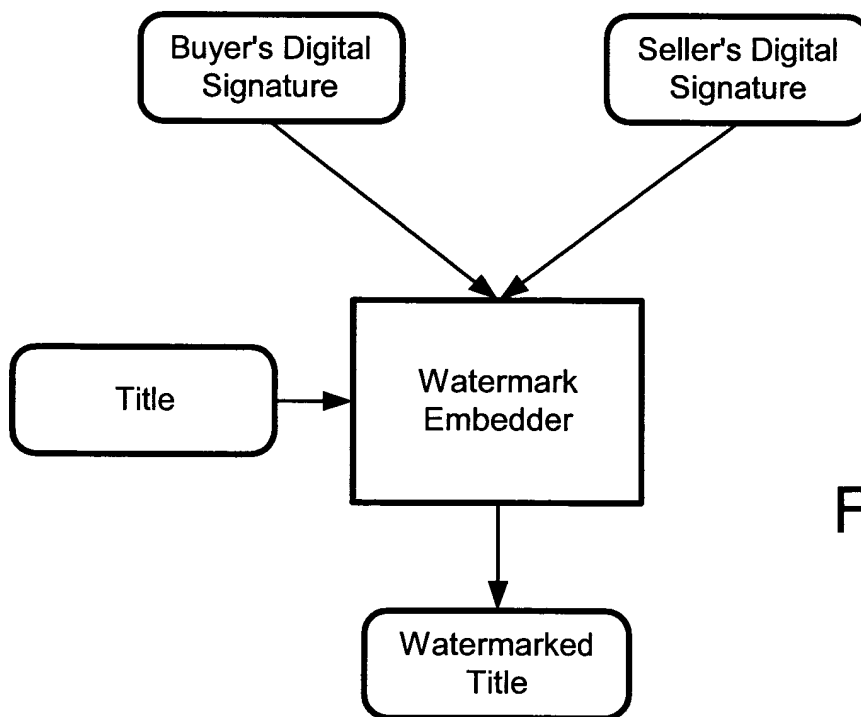 Buyer's Digital
Signature
Seller's Digital
Signature
Title
Watermark
Embedder
Watermarked
Title